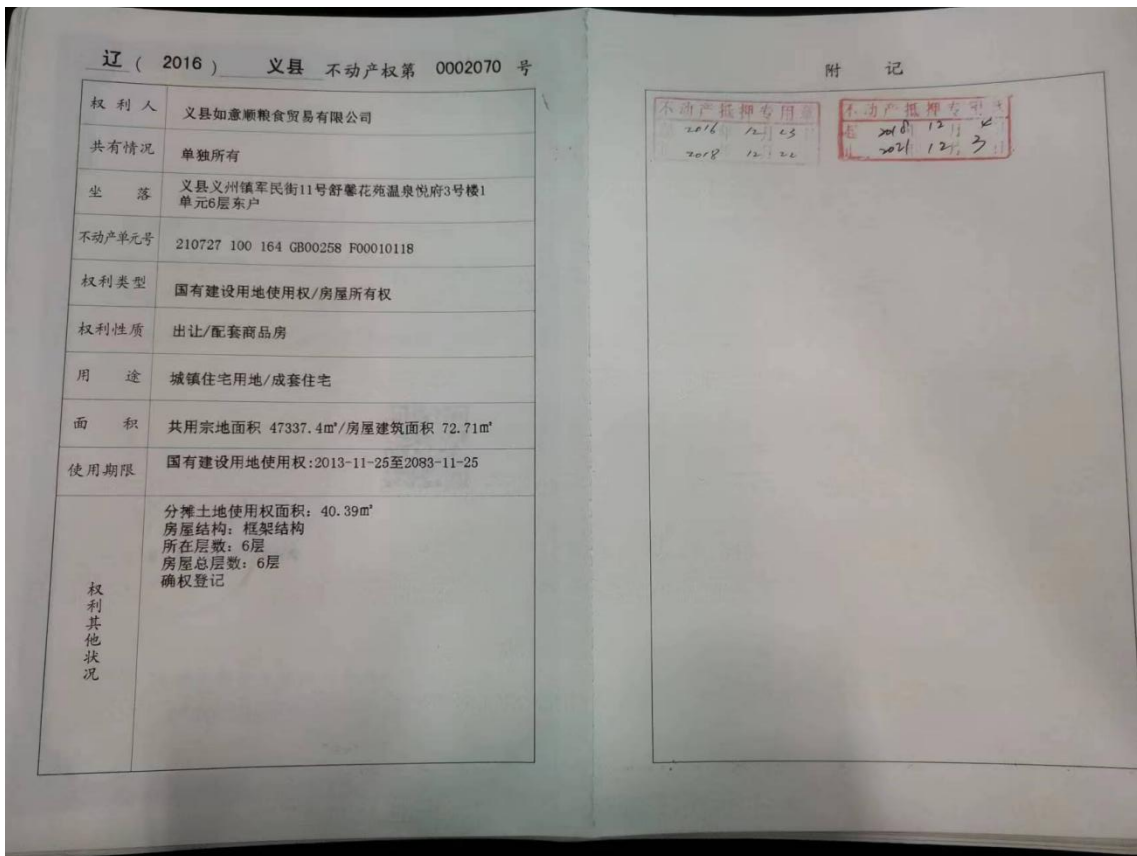 辽 ( 2016 ) 义县 不动产权第 0002070 号
权利人 义县如意顺粮食贸易有限公司
共有情况 单独所有
坐落 义县义州镇军民街11号舒馨花苑温泉悦府3号楼1
单元6层东户
不动产单元号 210727 100 164 GB00258 F00010118
权利类型 国有建设用地使用权/房屋所有权
权利性质 出让/配套商品房
用途 城镇住宅用地/成套住宅
面积 共用宗地面积 47337.4㎡/房屋建筑面积 72.71㎡
使用期限 国有建设用地使用权:2013-11-25至2083-11-25
权利其他状况
分摊土地使用权面积: 40.39㎡
房屋结构: 框架结构
所在层数: 6层
房屋总层数: 6层
确权登记
附 记
不动产抵押专用章
2016 12 23
2018 12 22
不动产抵押专用章
2018 12月 4
2021 12 3